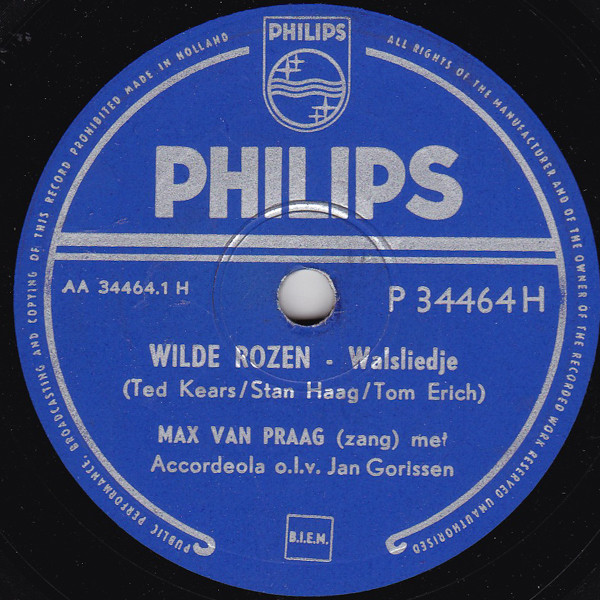 PHILIPS
PHILIPS
AA 34464.1 H
P 34464 H
WILDE ROZEN - Walsliedje
(Ted Kears/Stan Haag/Tom Erich)
MAX VAN PRAAG (zang) met
Accordeola o.l.v. Jan Gorissen
B.I.E.M.
ALL RIGHTS OF THE MANUFACTURER AND OF THE OWNER OF THE RECORDED WORK RESERVED UNAUTHORISED
PUBLIC PERFORMANCE, BROADCASTING AND COPYING OF THIS RECORD PROHIBITED MADE IN HOLLAND